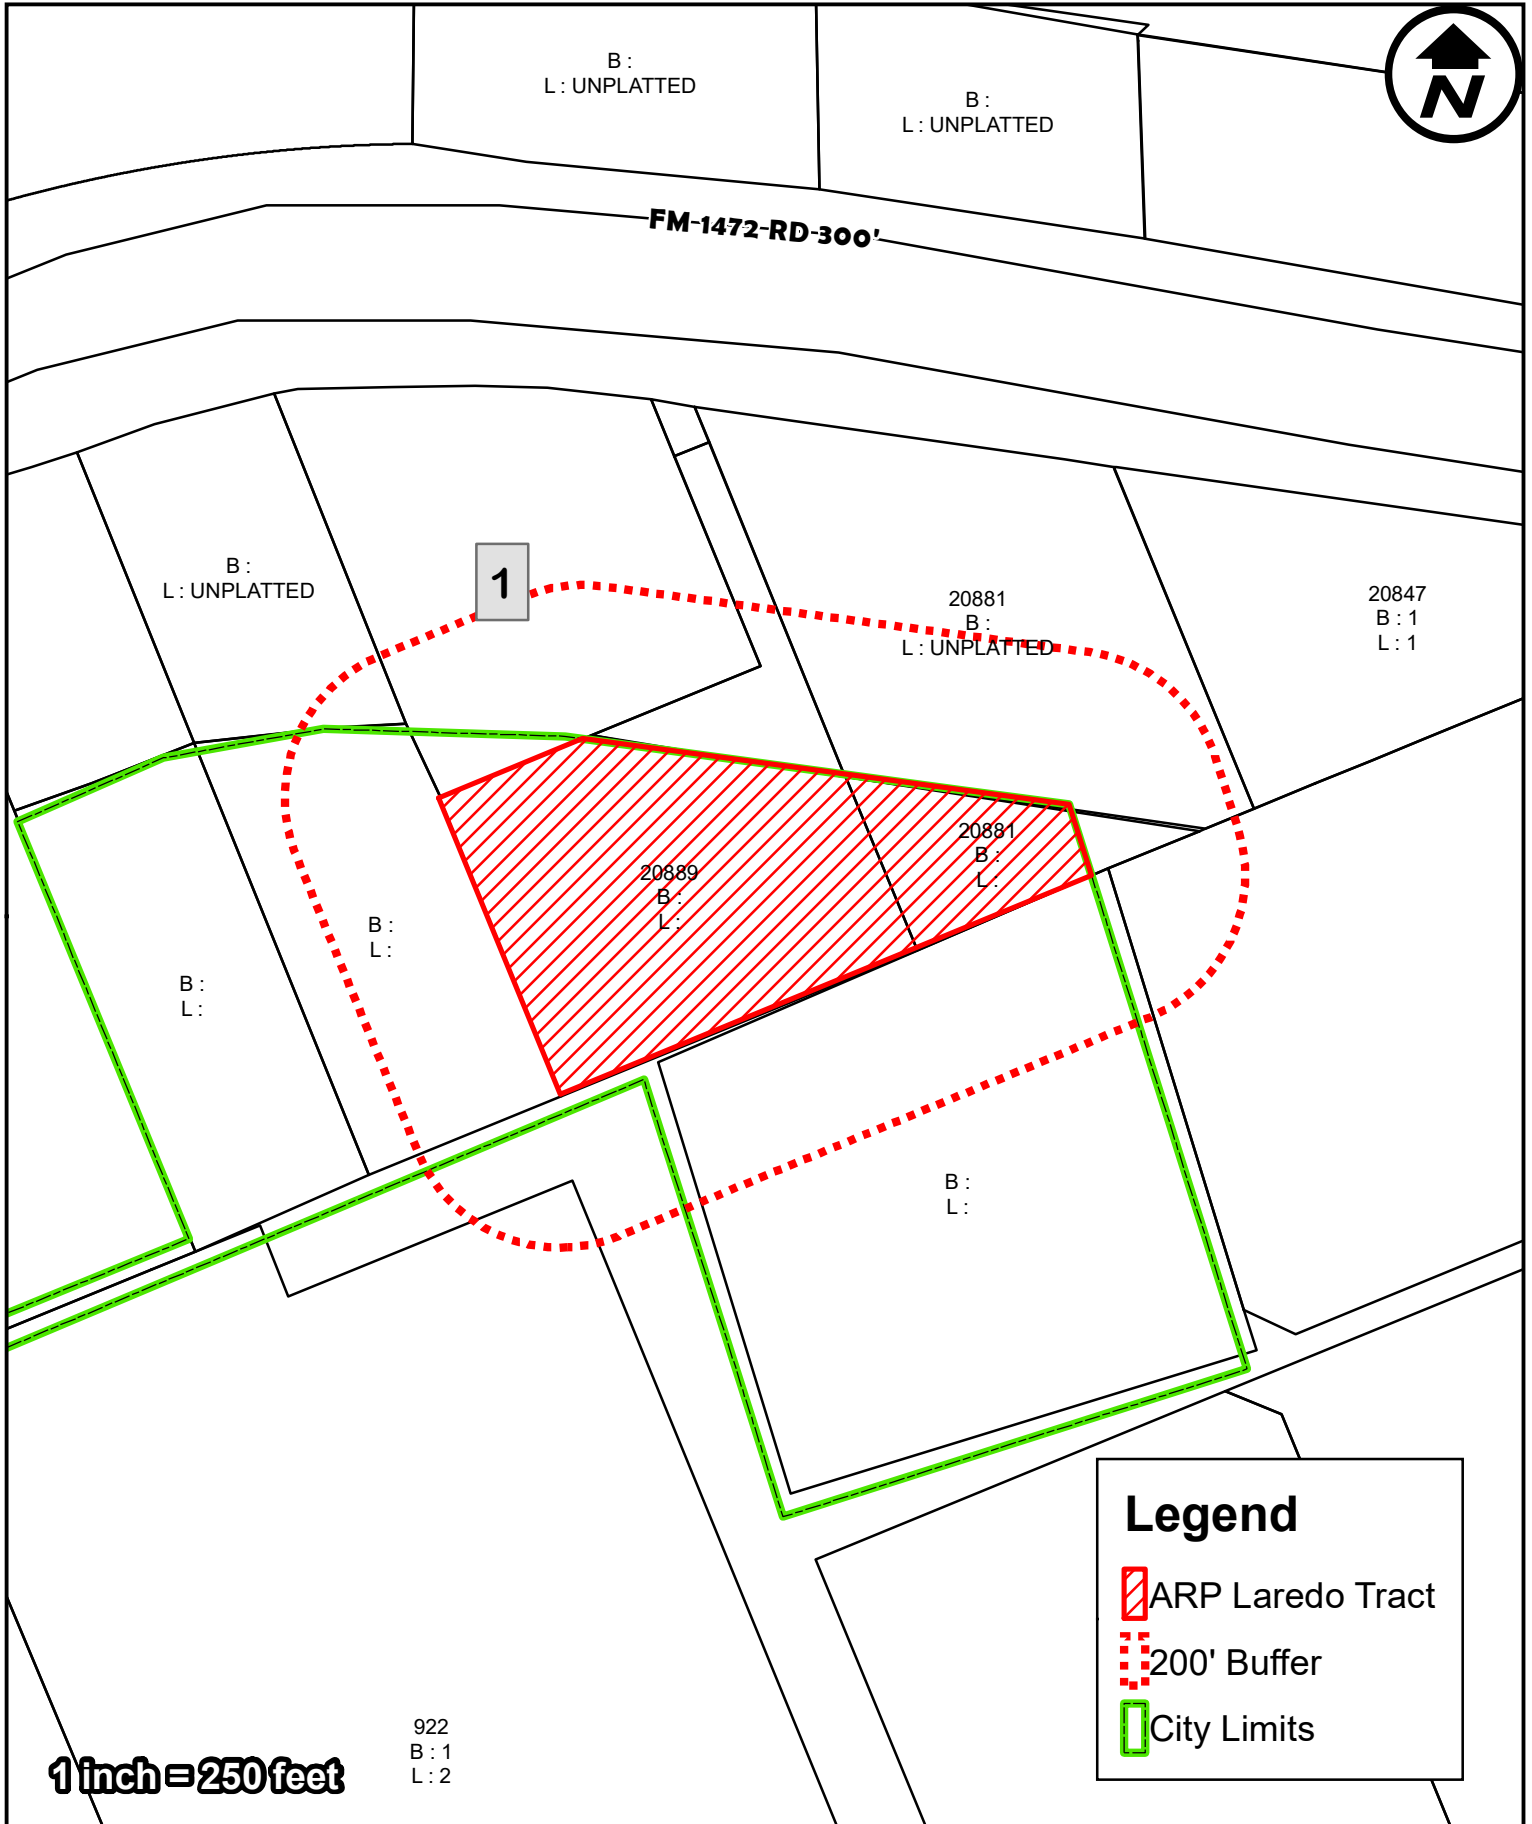 B :
L : UNPLATTED
B :
L : UNPLATTED
N
FM-1472-RD-300'
B :
L : UNPLATTED
1
20881
B :
L : UNPLATTED
20847
B : 1
L : 1
20881
B :
L :
20889
B :
L :
B :
L :
B :
L :
B :
L :
Legend
ARP Laredo Tract
200' Buffer
City Limits
922
B : 1
L : 2
1 inch = 250 feet